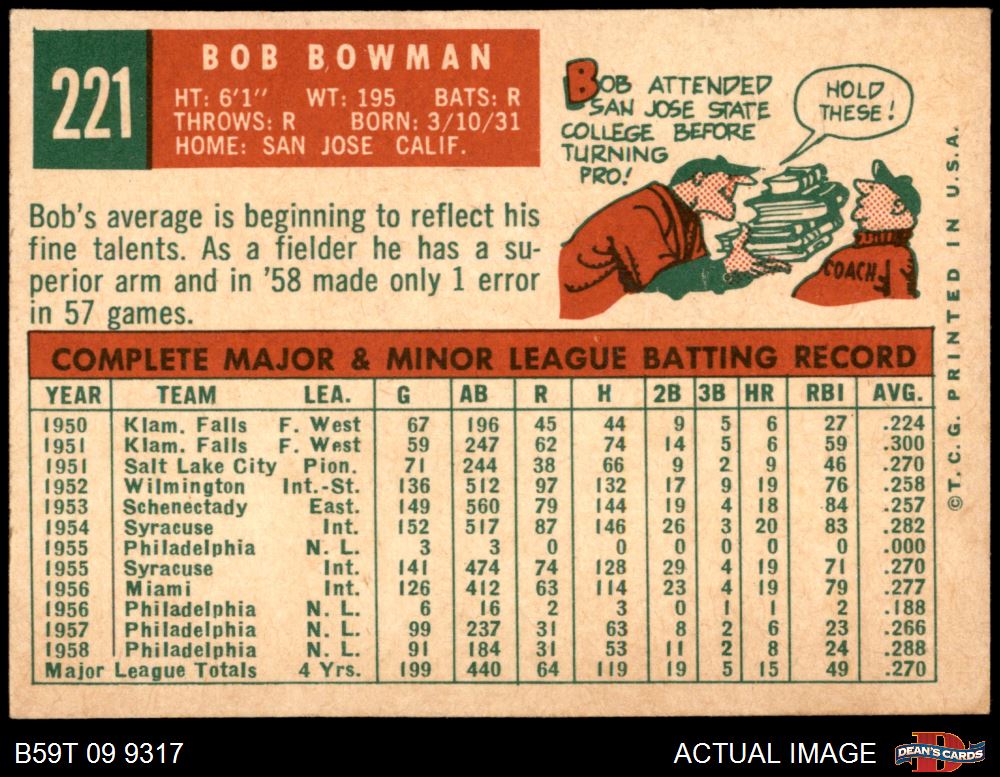 221
BOB BOWMAN
HT: 6'1" WT: 195 BATS: R
THROWS: R BORN: 3/10/31
HOME: SAN JOSE CALIF.
BOB ATTENDED
SAN JOSE STATE
COLLEGE BEFORE
TURNING
PRO!
HOLD
THESE!
COACH
Bob's average is beginning to reflect his
fine talents. As a fielder he has a su-
perior arm and in '58 made only 1 error
in 57 games.
COMPLETE MAJOR & MINOR LEAGUE BATTING RECORD
YEAR TEAM LEA. G AB R H 2B 3B HR RBI AVG.
1950 Klam. Falls F. West 67 196 45 44 9 5 6 27 .224
1951 Klam. Falls F. West 59 247 62 74 14 5 6 59 .300
1951 Salt Lake City Pion. 71 244 38 66 9 2 9 46 .270
1952 Wilmington Int.-St. 136 512 97 132 17 9 19 76 .258
1953 Schenectady East. 149 560 79 144 19 4 18 84 .257
1954 Syracuse Int. 152 517 87 146 26 3 20 83 .282
1955 Philadelphia N. L. 3 3 0 0 0 0 0 0 .000
1955 Syracuse Int. 141 474 74 128 29 4 19 71 .270
1956 Miami Int. 126 412 63 114 23 4 19 79 .277
1956 Philadelphia N. L. 6 16 2 3 0 1 1 2 .188
1957 Philadelphia N. L. 99 237 31 63 8 2 6 23 .266
1958 Philadelphia N. L. 91 184 31 53 11 2 8 24 .288
Major League Totals 4 Yrs. 199 440 64 119 19 5 15 49 .270
© T. C. G. PRINTED IN U.S.A.
B59T 09 9317
ACTUAL IMAGE
D
DEAN'S CARDS